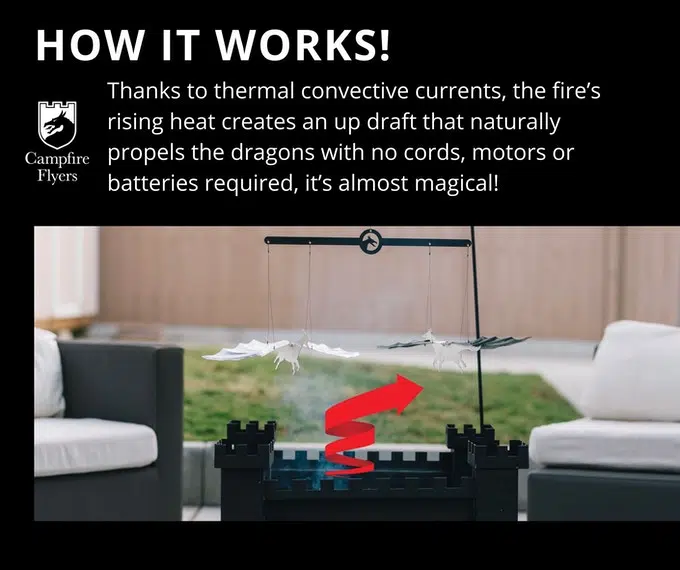 HOW IT WORKS!
Thanks to thermal convective currents, the fire’s
rising heat creates an up draft that naturally
propels the dragons with no cords, motors or
batteries required, it’s almost magical!
Campfire
Flyers